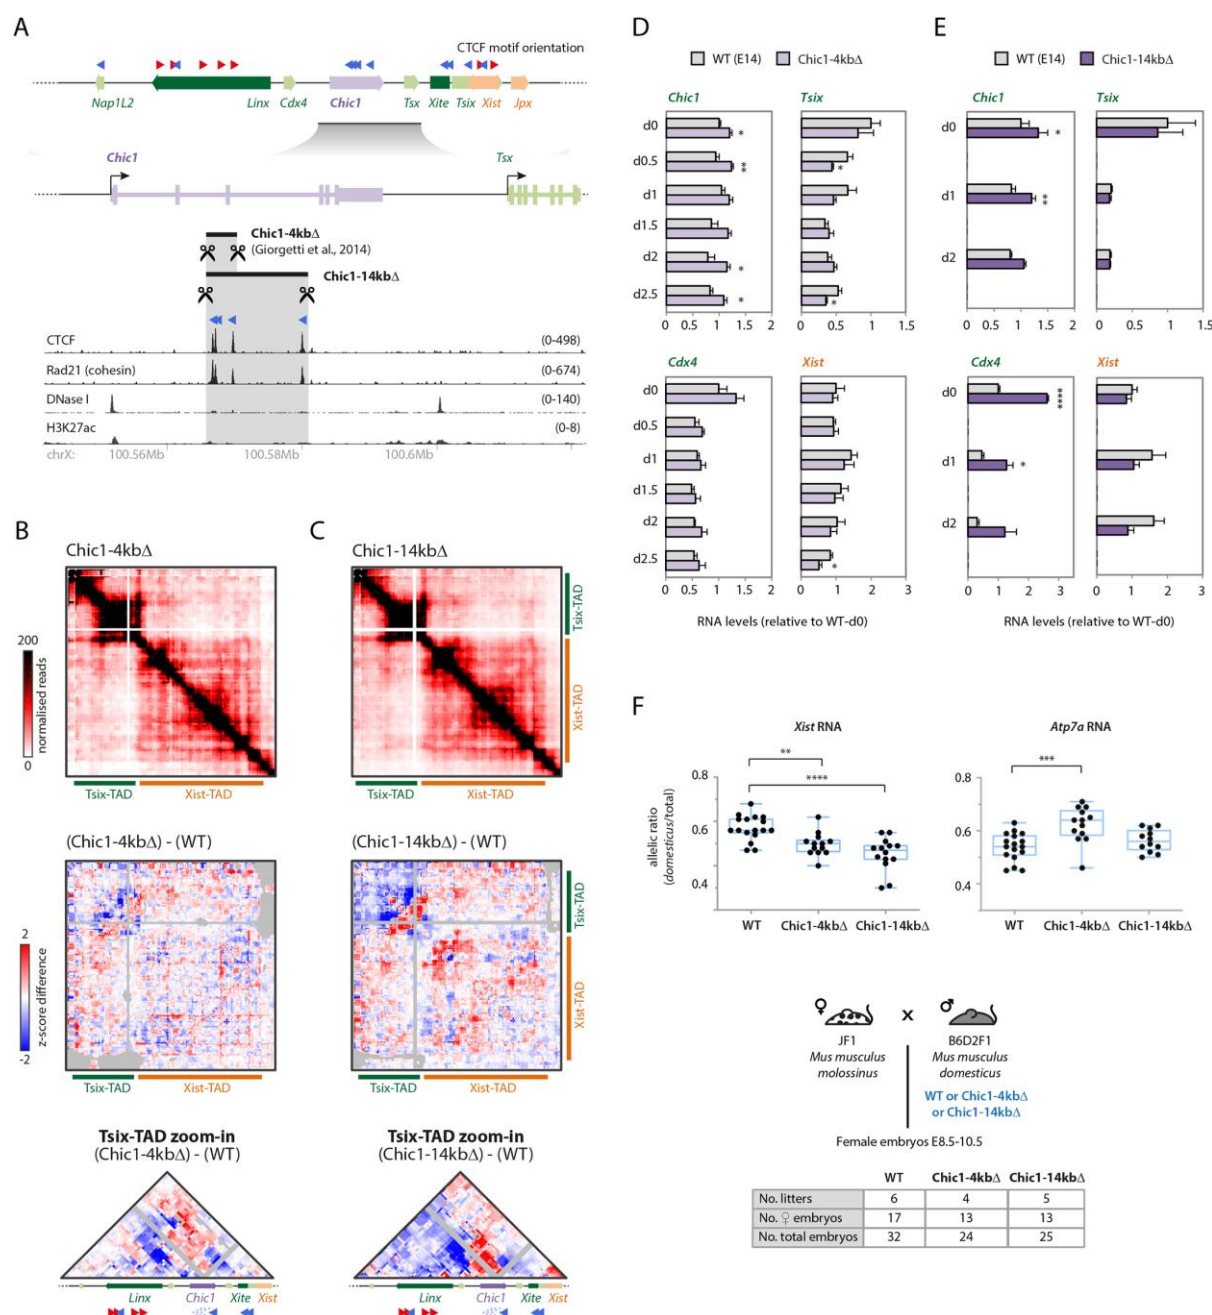 A
CTCF motif orientation
Nap1L2 Linx Cdx4 Chic1 Tsx Xite Tsix Xist Jpx
Chic1 Tsx
Chic1-4kbΔ
(Giorgetti et al., 2014)
Chic1-14kbΔ
CTCF (0-498)
Rad21 (cohesin) (0-674)
DNase I (0-140)
H3K27ac (0-8)
chrX: 100.56Mb 100.58Mb 100.6Mb
B
Chic1-4kbΔ
200
normalised reads
0
Tsix-TAD Xist-TAD
(Chic1-4kbΔ) - (WT)
2
z-score difference
-2
Tsix-TAD Xist-TAD
Tsix-TAD zoom-in
(Chic1-4kbΔ) - (WT)
Linx Chic1 Xite Xist
C
Chic1-14kbΔ
Tsix-TAD
Xist-TAD
Tsix-TAD Xist-TAD
(Chic1-14kbΔ) - (WT)
Tsix-TAD
Xist-TAD
Tsix-TAD Xist-TAD
Tsix-TAD zoom-in
(Chic1-14kbΔ) - (WT)
Linx Chic1 Xite Xist
D
WT (E14) Chic1-4kbΔ
Chic1 Tsix
d0 *
d0.5 ** *
d1
d1.5
d2 *
d2.5 * *
0 0.5 1 1.5 2 0 0.5 1 1.5
Cdx4 Xist
d0
d0.5
d1
d1.5
d2
d2.5 *
0 0.5 1 1.5 2 0 1 2 3
RNA levels (relative to WT-d0)
E
WT (E14) Chic1-14kbΔ
Chic1 Tsix
d0 *
d1 **
d2
0 0.5 1 1.5 2 0 0.5 1 1.5
Cdx4 Xist
d0 ****
d1 *
d2
0 1 2 3 0 1 2 3
RNA levels (relative to WT-d0)
F
Xist RNA
**
****
0.8
0.6
0.4
allelic ratio
(domesticus/total)
WT Chic1-4kbΔ Chic1-14kbΔ
Atp7a RNA
***
0.8
0.6
0.4
WT Chic1-4kbΔ Chic1-14kbΔ
♀ x ♂
JF1 B6D2F1
Mus musculus Mus musculus
molossinus domesticus
WT or Chic1-4kbΔ
or Chic1-14kbΔ
Female embryos E8.5-10.5
WT Chic1-4kbΔ Chic1-14kbΔ
No. litters 6 4 5
No. ♀ embryos 17 13 13
No. total embryos 32 24 25